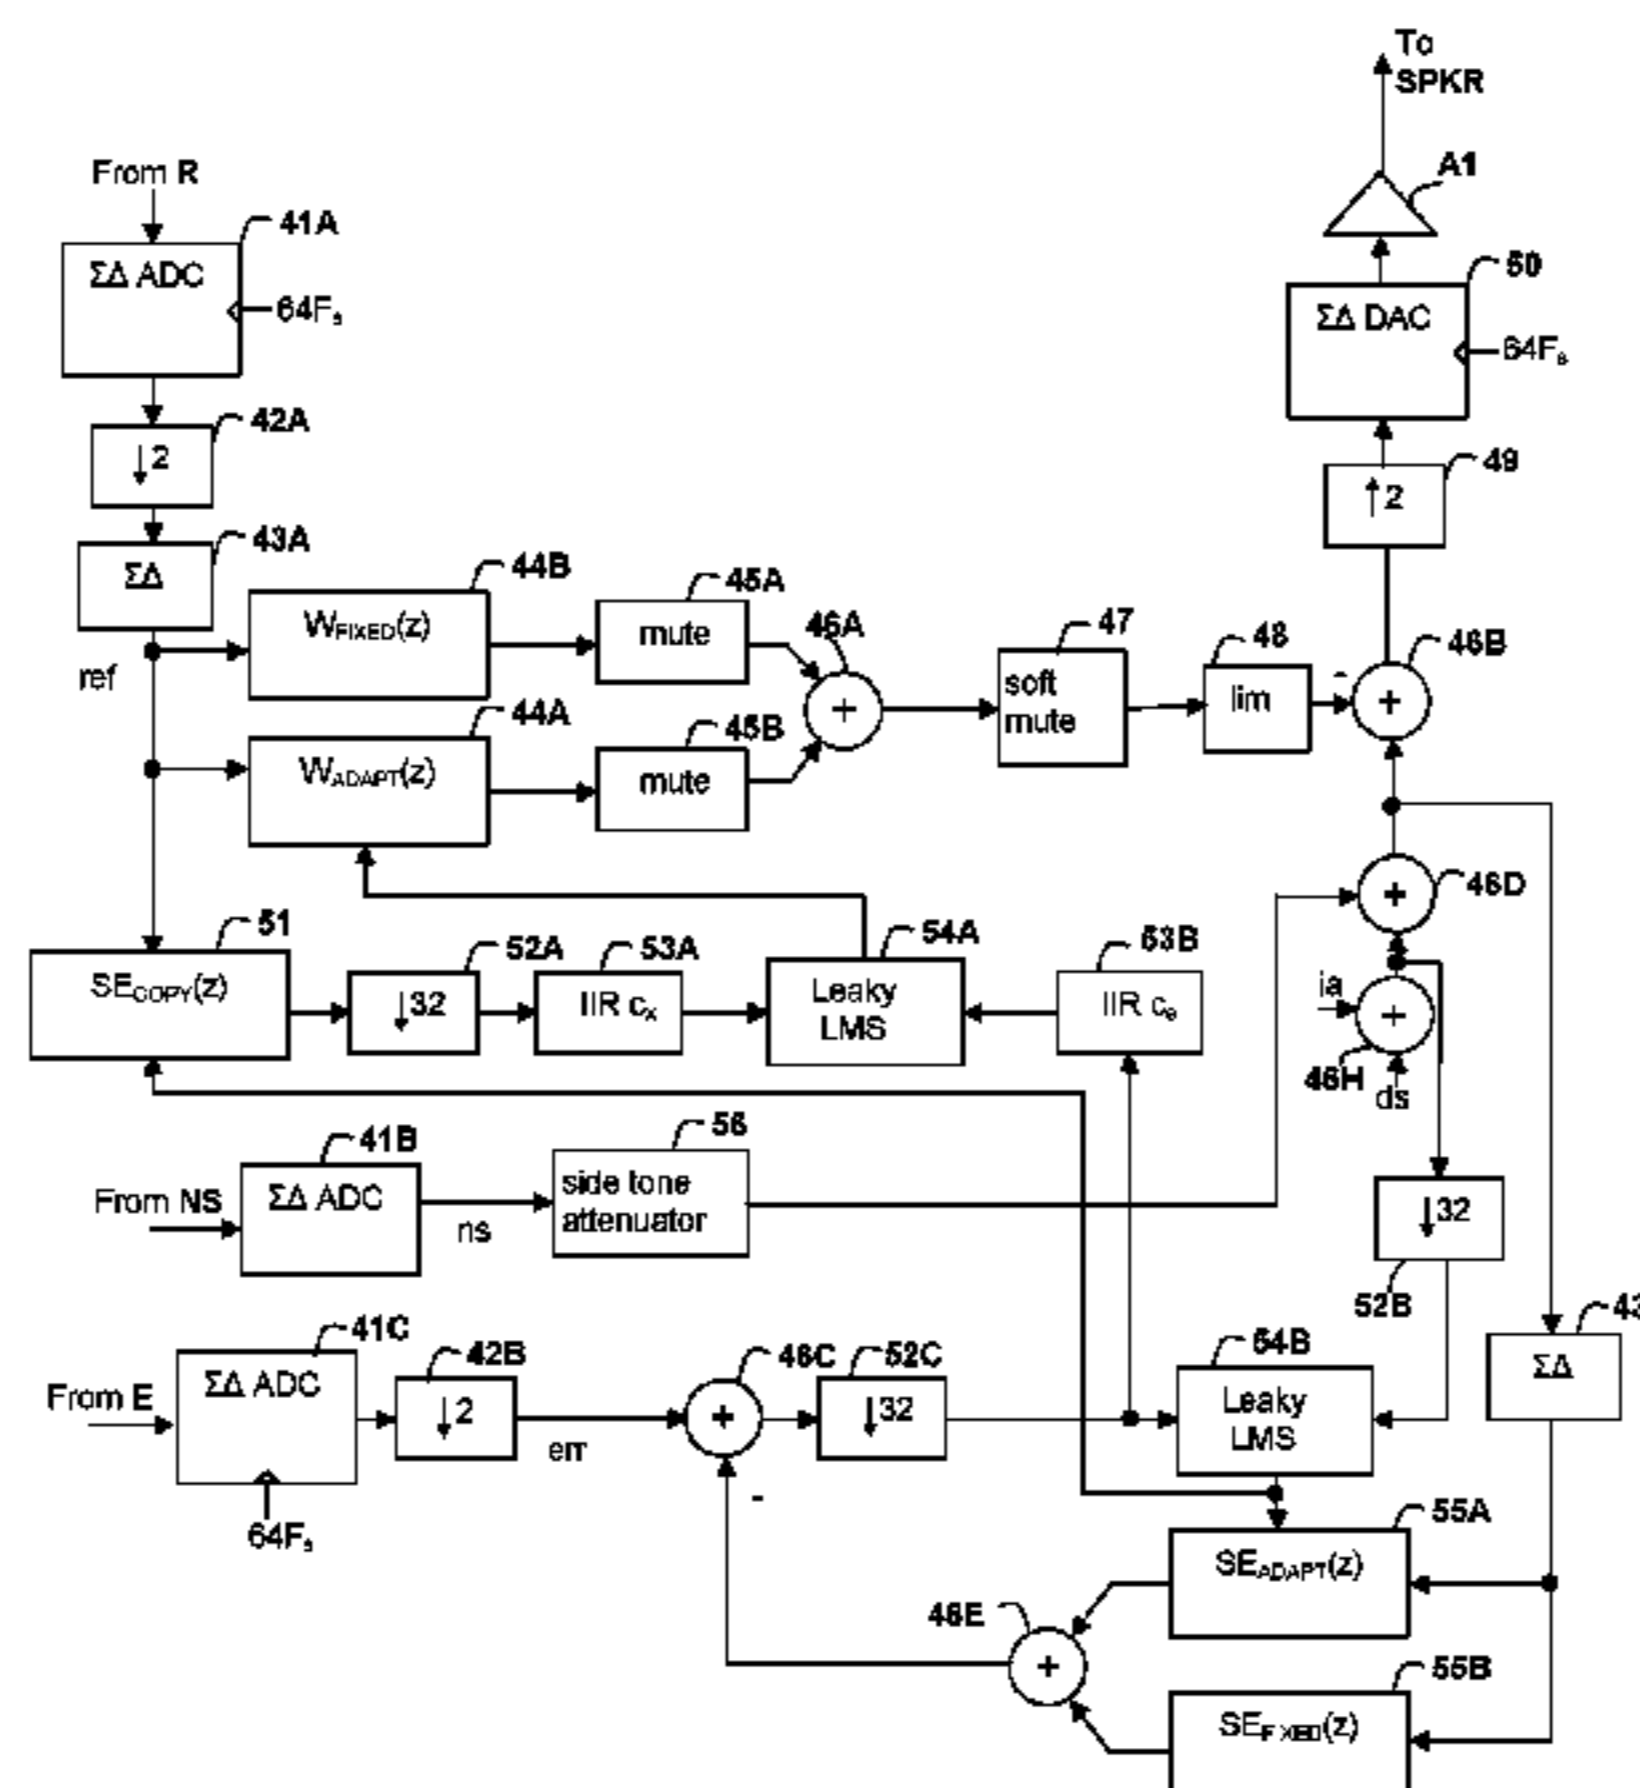 To
SPKR
A1
From R
41A
ΣΔ ADC
64Fs
50
ΣΔ DAC
64Fs
42A
↓2
49
↑2
43A
ΣΔ
ref
44B
WFIXED(z)
45A
mute
46A
+
47
soft
mute
48
lim
-
46B
+
44A
WADAPT(z)
45B
mute
46D
+
51
SECOPY(z)
52A
↓32
53A
IIR cx
54A
Leaky
LMS
53B
IIR ce
ia
+
46H
ds
41B
From NS
ΣΔ ADC
ns
56
side tone
attenuator
↓32
52B
41C
From E
ΣΔ ADC
64Fs
42B
↓2
err
46C
+
-
52C
↓32
54B
Leaky
LMS
43
ΣΔ
55A
SEADAPT(z)
46E
+
55B
SEFIXED(z)